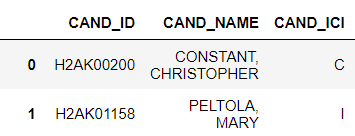 CAND_ID CAND_NAME CAND_ICI
CONSTANT,
0 H2AK00200 CHRISTOPHER C
PELTOLA,
1 H2AK01158 MARY I